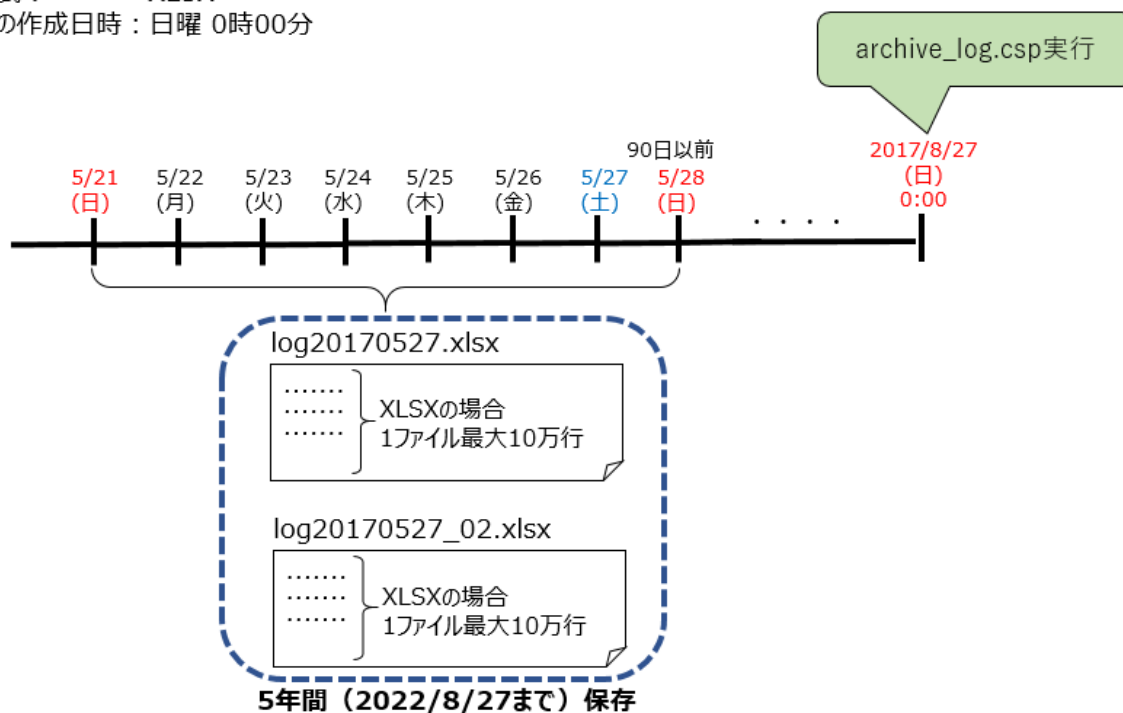 の作成日時：日曜 0時00分
archive_log.csp実行
90日以前
2017/8/27
(日)
0:00
5/21
(日)
5/22
(月)
5/23
(火)
5/24
(水)
5/25
(木)
5/26
(金)
5/27
(土)
5/28
(日)
・・・・
log20170527.xlsx
…….
…….
…….
XLSXの場合
1ファイル最大10万行
log20170527_02.xlsx
…….
…….
…….
XLSXの場合
1ファイル最大10万行
5年間（2022/8/27まで）保存